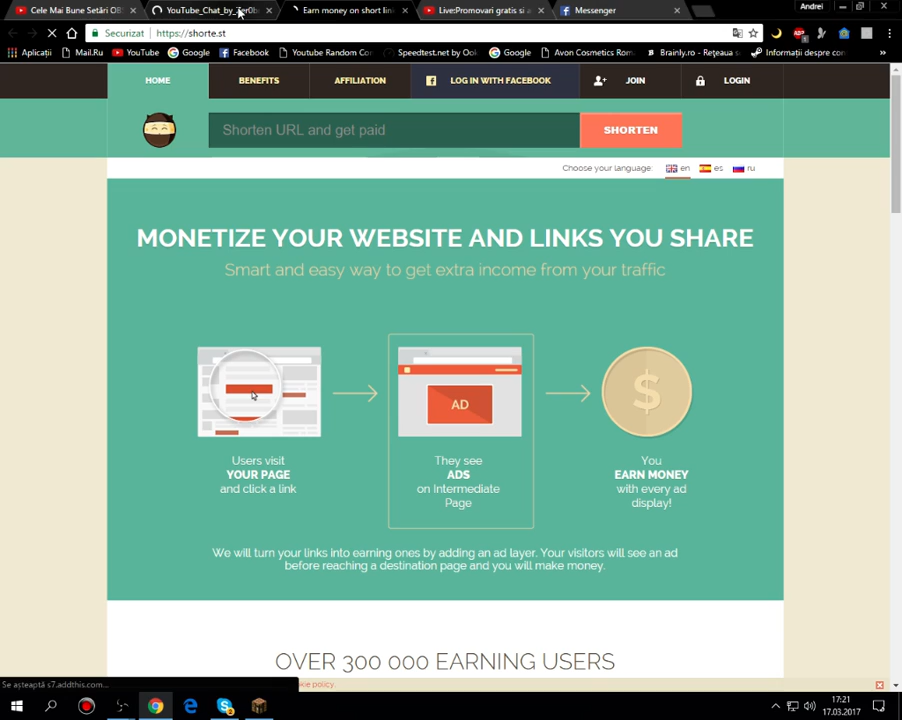 Cele Mai Bune Setări OB
YouTube_Chat_by_Zer0b
Earn money on short lin
Live:Promovari gratis si a
Messenger
Andrei
Securizat
https://shorte.st
Aplicații
Mail.Ru
YouTube
Google
Facebook
Youtube Random Co
Speedtest.net by Ook
Google
Avon Cosmetics Rom
Brainly.ro - Rețeaua s
Informații despre con
HOME
BENEFITS
AFFILIATION
LOG IN WITH FACEBOOK
JOIN
LOGIN
Shorten URL and get paid
SHORTEN
Choose your language:
en
es
ru
MONETIZE YOUR WEBSITE AND LINKS YOU SHARE
Smart and easy way to get extra income from your traffic
AD
$
Users visit
YOUR PAGE
and click a link
They see
ADS
on Intermediate
Page
You
EARN MONEY
with every ad
display!
We will turn your links into earning ones by adding an ad layer. Your visitors will see an ad
before reaching a destination page and you will make money.
OVER 300 000 EARNING USERS
Se așteaptă s7.addthis.com...
kie policy.
17:21
17.03.2017